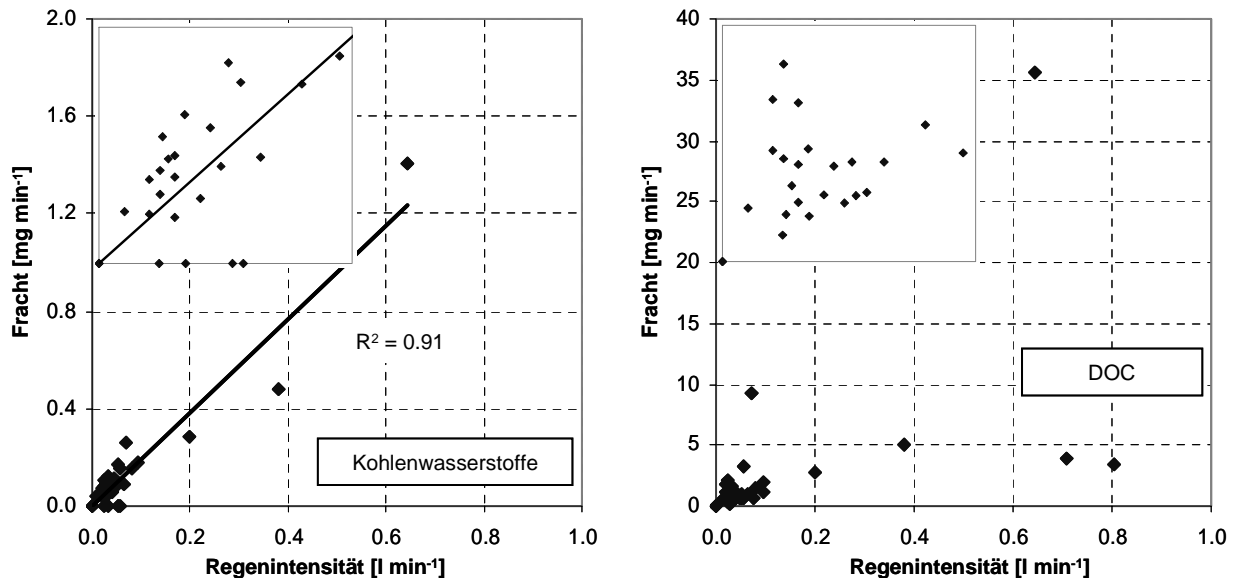 2.0
1.6
1.2
0.8
0.4
0.0
Fracht [mg min-1]
R2 = 0.91
Kohlenwasserstoffe
0.0 0.2 0.4 0.6 0.8 1.0
Regenintensität [l min-1]
40
35
30
25
20
15
10
5
0
Fracht [mg min-1]
DOC
0.0 0.2 0.4 0.6 0.8 1.0
Regenintensität [l min-1]